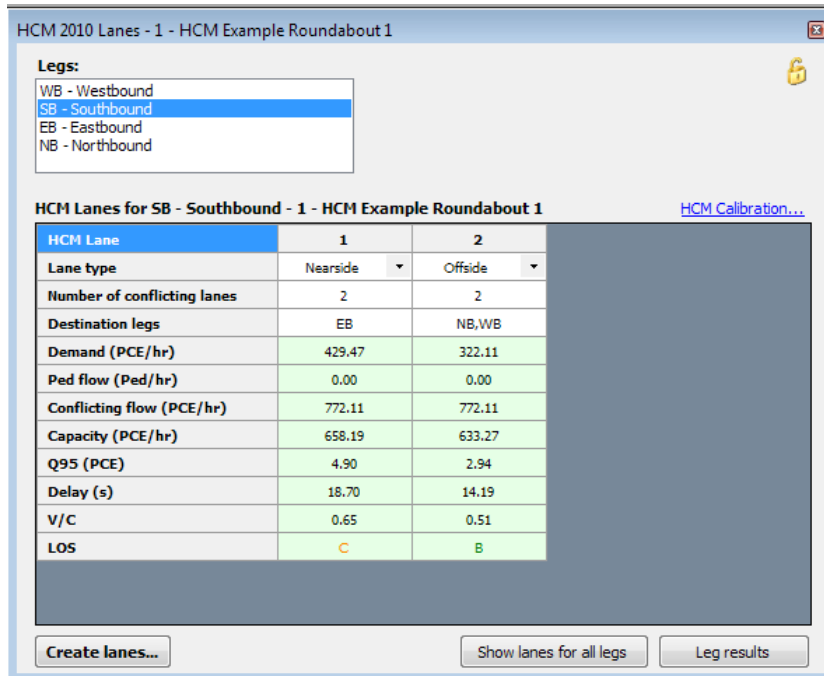 HCM 2010 Lanes - 1 - HCM Example Roundabout 1
Legs:
WB - Westbound
SB - Southbound
EB - Eastbound
NB - Northbound
HCM Lanes for SB - Southbound - 1 - HCM Example Roundabout 1 HCM Calibration...
HCM Lane 1 2
Lane type Nearside Offside
Number of conflicting lanes 2 2
Destination legs EB NB,WB
Demand (PCE/hr) 429.47 322.11
Ped flow (Ped/hr) 0.00 0.00
Conflicting flow (PCE/hr) 772.11 772.11
Capacity (PCE/hr) 658.19 633.27
Q95 (PCE) 4.90 2.94
Delay (s) 18.70 14.19
V/C 0.65 0.51
LOS C B
Create lanes... Show lanes for all legs Leg results